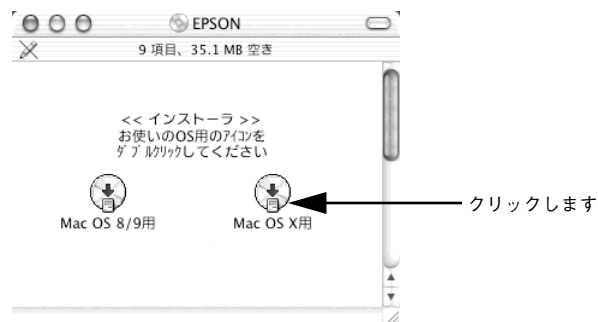 EPSON
9 項目、35.1 MB 空き
<< インストーラ >>
お使いのOS用のアイコンを
ダブルクリックしてください
Mac OS 8/9用
Mac OS X用
クリックします